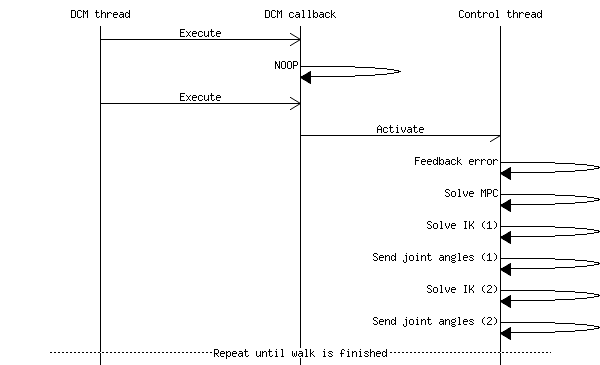 DCM thread DCM callback Control thread
Execute
NOOP
Execute
Activate
Feedback error
Solve MPC
Solve IK (1)
Send joint angles (1)
Solve IK (2)
Send joint angles (2)
Repeat until walk is finished